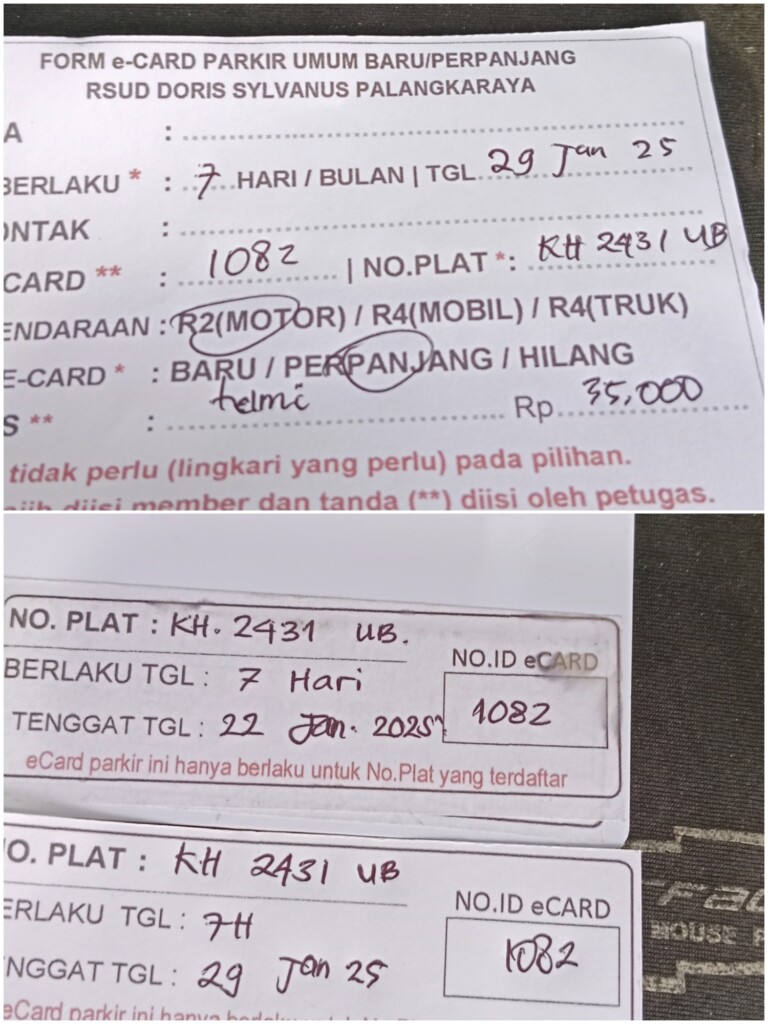 FORM e-CARD PARKIR UMUM BARU/PERPANJANG
RSUD DORIS SYLVANUS PALANGKARAYA
A :
BERLAKU * : 7 HARI / BULAN | TGL 29 Jan 25
ONTAK :
CARD ** : 1082 | NO.PLAT *: KH 2431 UB
ENDARAAN : R2(MOTOR) / R4(MOBIL) / R4(TRUK)
E-CARD * : BARU / PERPANJANG / HILANG
S ** : helmi Rp 35,000
tidak perlu (lingkari yang perlu) pada pilihan.
jib diisi member dan tanda (**) diisi oleh petugas.
NO. PLAT : KH. 2431 UB.
BERLAKU TGL : 7 Hari
NO.ID eCARD
TENGGAT TGL : 22 Jan. 2025
1082
eCard parkir ini hanya berlaku untuk No.Plat yang terdaftar
O. PLAT : KH 2431 UB
ERLAKU TGL : 7H
NO.ID eCARD
NGGAT TGL : 29 Jan 25
1082
eCard parkir ini hanya